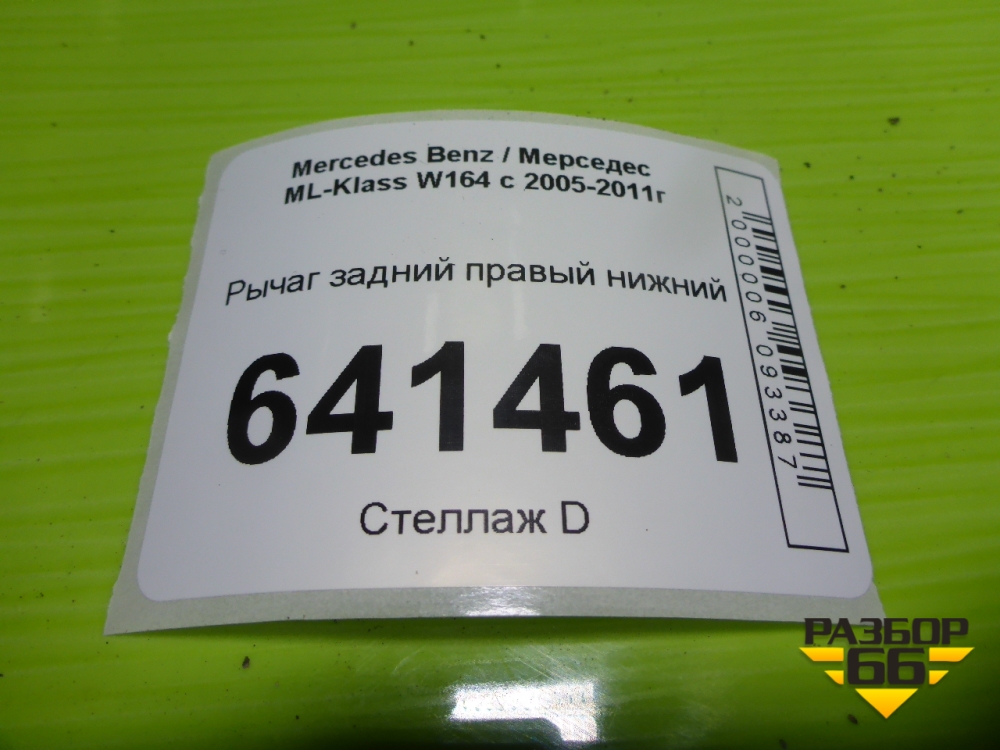 Mercedes Benz / Мерседес
ML-Klass W164 с 2005-2011г
Рычаг задний правый нижний
641461
Стеллаж D
2000006093387
РАЗБОР
66